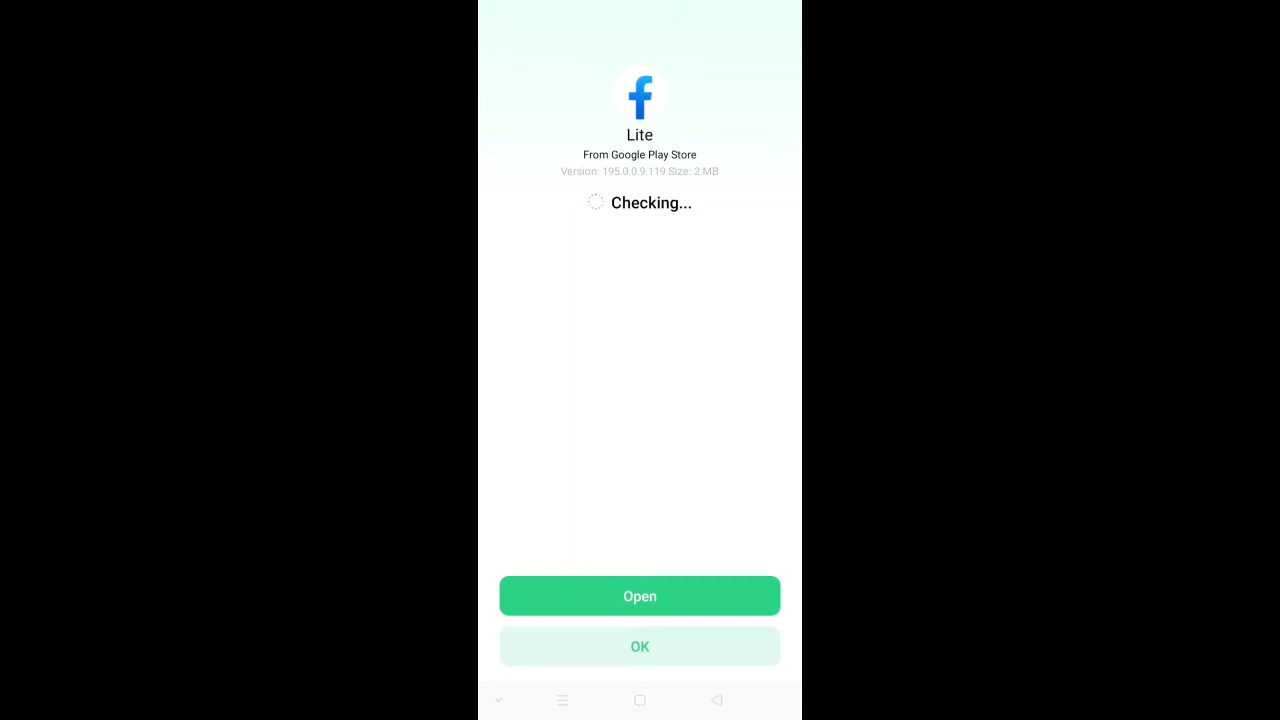 Lite
From Google Play Store
Version: 195.0.0.9.119 Size: 2 MB
Checking...
Open
OK